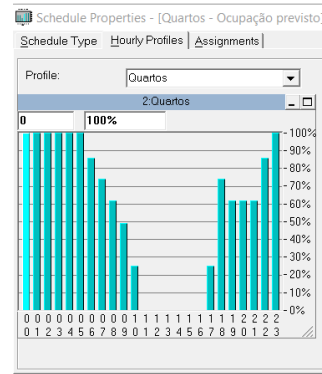 Schedule Properties - [Quartos - Ocupação previsto]
Schedule Type Hourly Profiles Assignments
Profile: Quartos
2:Quartos
0 100%
100%
90%
80%
70%
60%
50%
40%
30%
20%
10%
0%
0 0 0 0 0 0 0 0 0 0 1 1 1 1 1 1 1 1 1 1 2 2 2 2
0 1 2 3 4 5 6 7 8 9 0 1 2 3 4 5 6 7 8 9 0 1 2 3